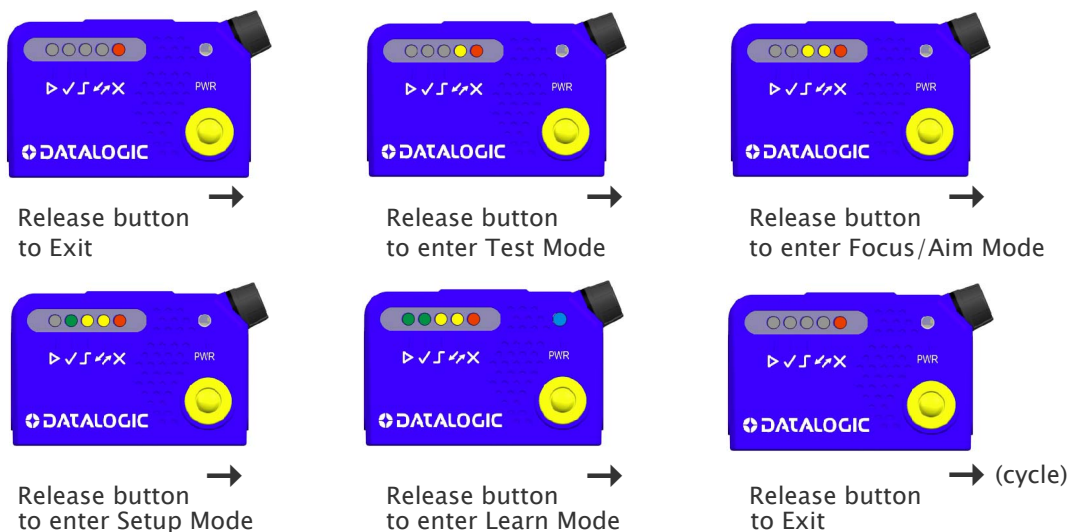 PWR
DATALOGIC
Release button
to Exit
PWR
DATALOGIC
Release button
to enter Test Mode
PWR
DATALOGIC
Release button
to enter Focus/Aim Mode
PWR
DATALOGIC
Release button
to enter Setup Mode
PWR
DATALOGIC
Release button
to enter Learn Mode
PWR
DATALOGIC
(cycle)
Release button
to Exit